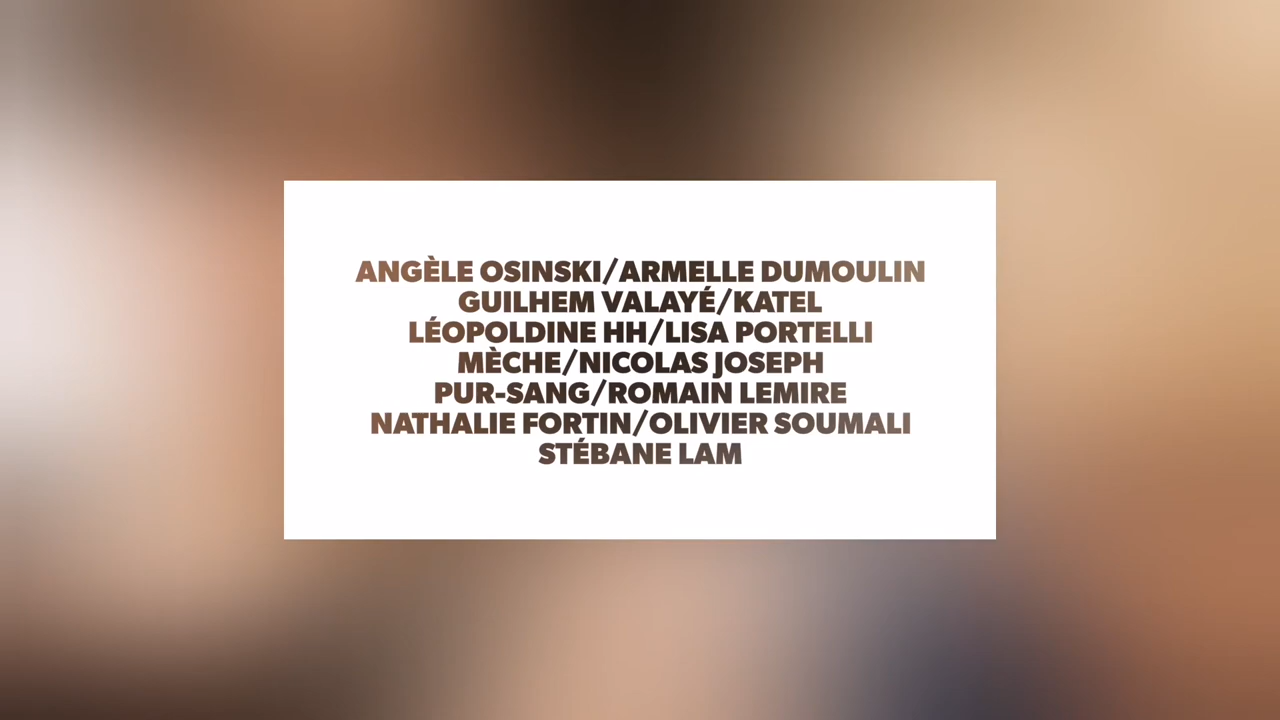 ANGÈLE OSINSKI/ARMELLE DUMOULIN
GUILHEM VALAYÉ/KATEL
LÉOPOLDINE HH/LISA PORTELLI
MÈCHE/NICOLAS JOSEPH
PUR-SANG/ROMAIN LEMIRE
NATHALIE FORTIN/OLIVIER SOUMALI
STÉBANE LAM